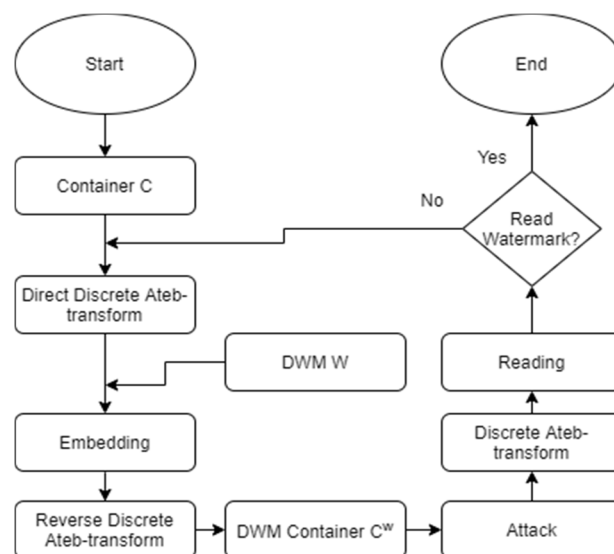 Start
End
Yes
Container C
No
Read
Watermark?
Direct Discrete Ateb-
transform
DWM W
Reading
Embedding
Discrete Ateb-
transform
Reverse Discrete
Ateb-transform
DWM Container Cʷ
Attack